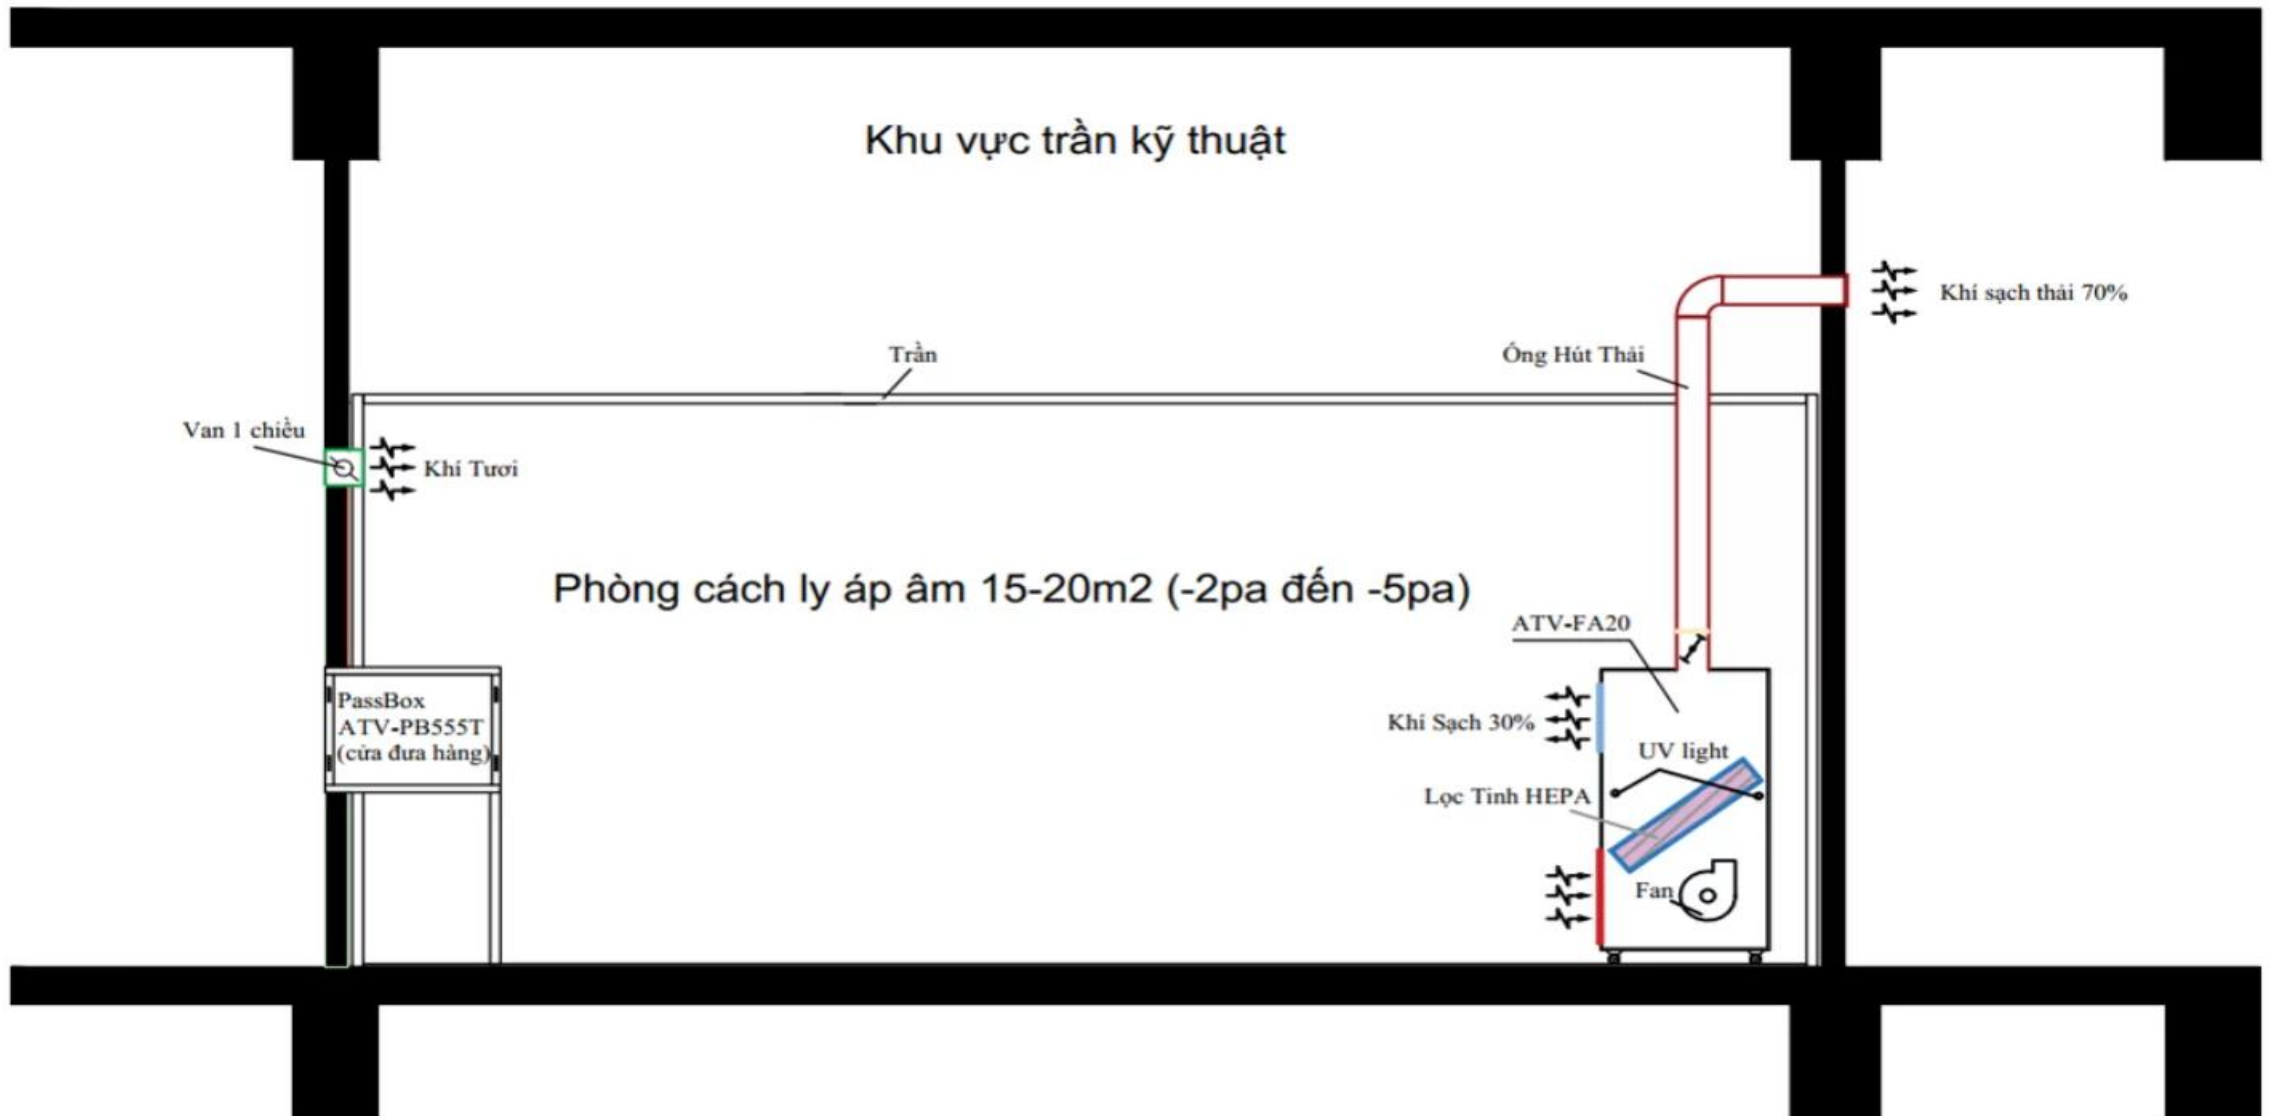 Khu vực trần kỹ thuật
Khí sạch thải 70%
Trần
Ống Hút Thải
Van 1 chiều
Khí Tươi
Phòng cách ly áp âm 15-20m2 (-2pa đến -5pa)
ATV-FA20
PassBox
ATV-PB555T
(cửa đưa hàng)
Khí Sạch 30%
UV light
Lọc Tinh HEPA
Fan